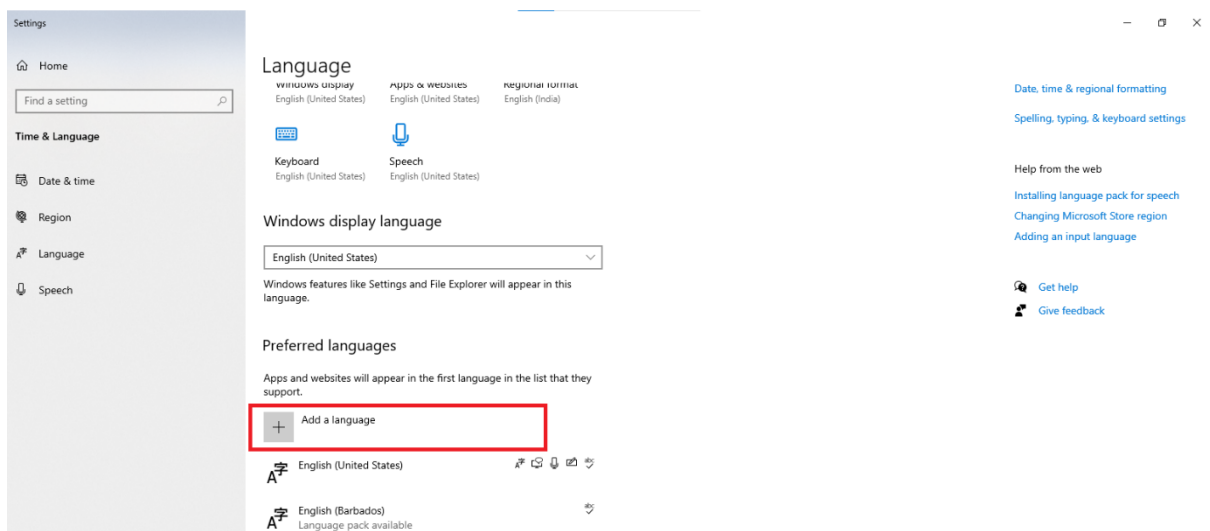 Settings
Home
Find a setting
Time & Language
Date & time
Region
Language
Speech
Language
Windows display
Apps & websites
Regional format
English (United States)
English (United States)
English (India)
Keyboard
Speech
English (United States)
English (United States)
Windows display language
English (United States)
Windows features like Settings and File Explorer will appear in this
language.
Preferred languages
Apps and websites will appear in the first language in the list that they
support.
Add a language
English (United States)
English (Barbados)
Language pack available
Date, time & regional formatting
Spelling, typing, & keyboard settings
Help from the web
Installing language pack for speech
Changing Microsoft Store region
Adding an input language
Get help
Give feedback